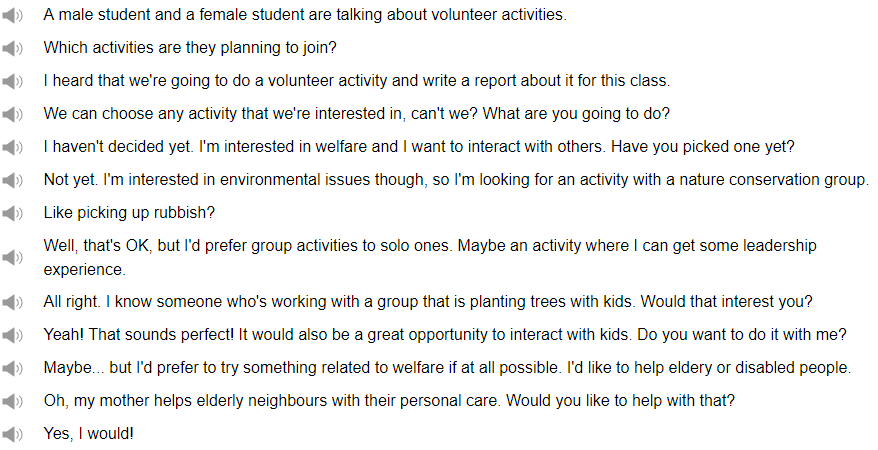 A male student and a female student are talking about volunteer activities.
Which activities are they planning to join?
I heard that we're going to do a volunteer activity and write a report about it for this class.
We can choose any activity that we're interested in, can't we? What are you going to do?
I haven't decided yet. I'm interested in welfare and I want to interact with others. Have you picked one yet?
Not yet. I'm interested in environmental issues though, so I'm looking for an activity with a nature conservation group.
Like picking up rubbish?
Well, that's OK, but I'd prefer group activities to solo ones. Maybe an activity where I can get some leadership
experience.
All right. I know someone who's working with a group that is planting trees with kids. Would that interest you?
Yeah! That sounds perfect! It would also be a great opportunity to interact with kids. Do you want to do it with me?
Maybe... but I'd prefer to try something related to welfare if at all possible. I'd like to help eldery or disabled people.
Oh, my mother helps elderly neighbours with their personal care. Would you like to help with that?
Yes, I would!